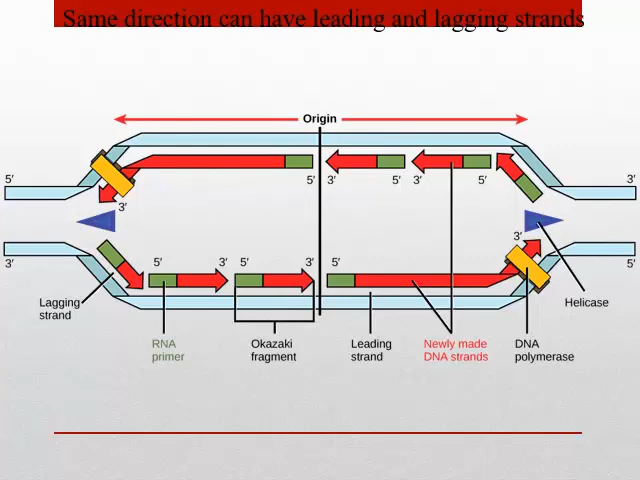 Same direction can have leading and lagging strands
Origin
5′ 3′
5′ 3′ 5′ 3′ 5′
3′
3′
5′ 3′ 5′ 3′ 5′
3′ 5′
Lagging
strand
Helicase
RNA
primer
Okazaki
fragment
Leading
strand
Newly made
DNA strands
DNA
polymerase